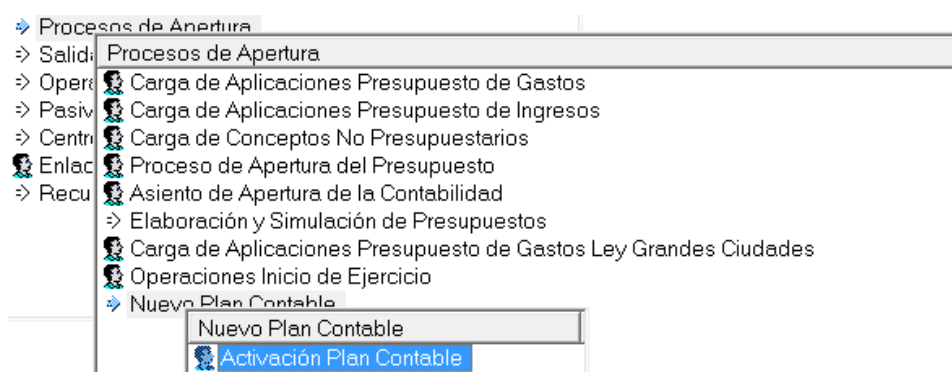 Procesos de Apertura
Procesos de Apertura
Carga de Aplicaciones Presupuesto de Gastos
Carga de Aplicaciones Presupuesto de Ingresos
Carga de Conceptos No Presupuestarios
Proceso de Apertura del Presupuesto
Asiento de Apertura de la Contabilidad
Elaboración y Simulación de Presupuestos
Carga de Aplicaciones Presupuesto de Gastos Ley Grandes Ciudades
Operaciones Inicio de Ejercicio
Nuevo Plan Contable
Nuevo Plan Contable
Activación Plan Contable